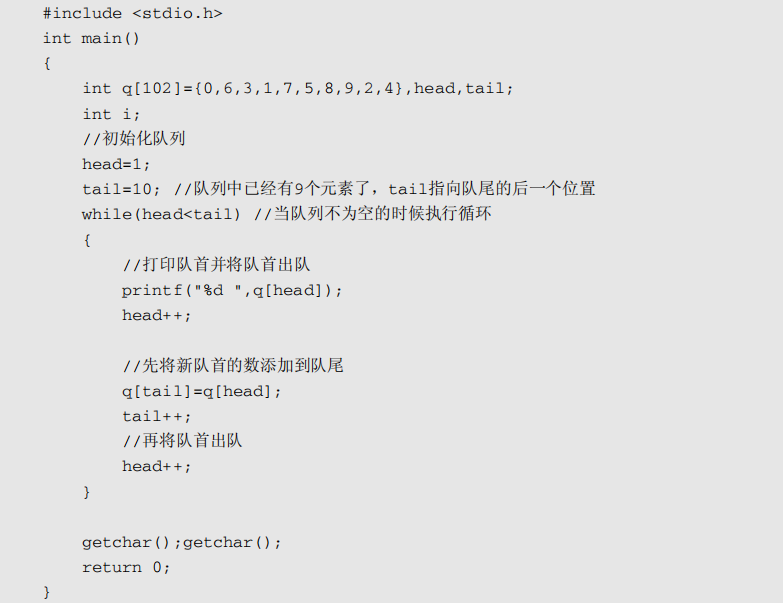 #include <stdio.h>
int main()
{
    int q[102]={0,6,3,1,7,5,8,9,2,4},head,tail;
    int i;
    //初始化队列
    head=1;
    tail=10; //队列中已经有9个元素了，tail指向队尾的后一个位置
    while(head<tail) //当队列不为空的时候执行循环
    {
        //打印队首并将队首出队
        printf("%d ",q[head]);
        head++;

        //先将新队首的数添加到队尾
        q[tail]=q[head];
        tail++;
        //再将队首出队
        head++;
    }

    getchar();getchar();
    return 0;
}